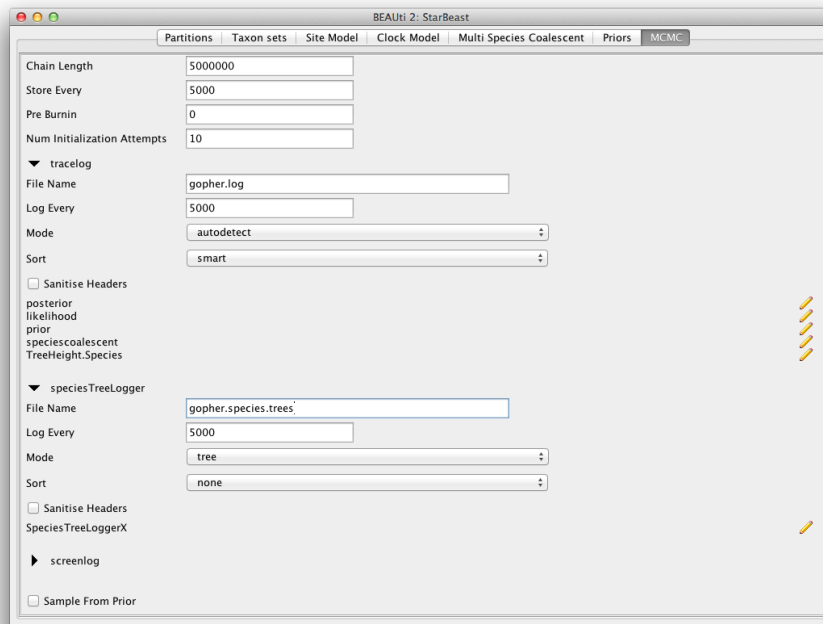 BEAUti 2: StarBeast
Partitions Taxon sets Site Model Clock Model Multi Species Coalescent Priors MCMC
Chain Length 5000000
Store Every 5000
Pre Burnin 0
Num Initialization Attempts 10
tracelog
File Name gopher.log
Log Every 5000
Mode autodetect
Sort smart
Sanitise Headers
posterior
likelihood
prior
speciescoalescent
TreeHeight.Species
speciesTreeLogger
File Name gopher.species.trees
Log Every 5000
Mode tree
Sort none
Sanitise Headers
SpeciesTreeLoggerX
screenlog
Sample From Prior